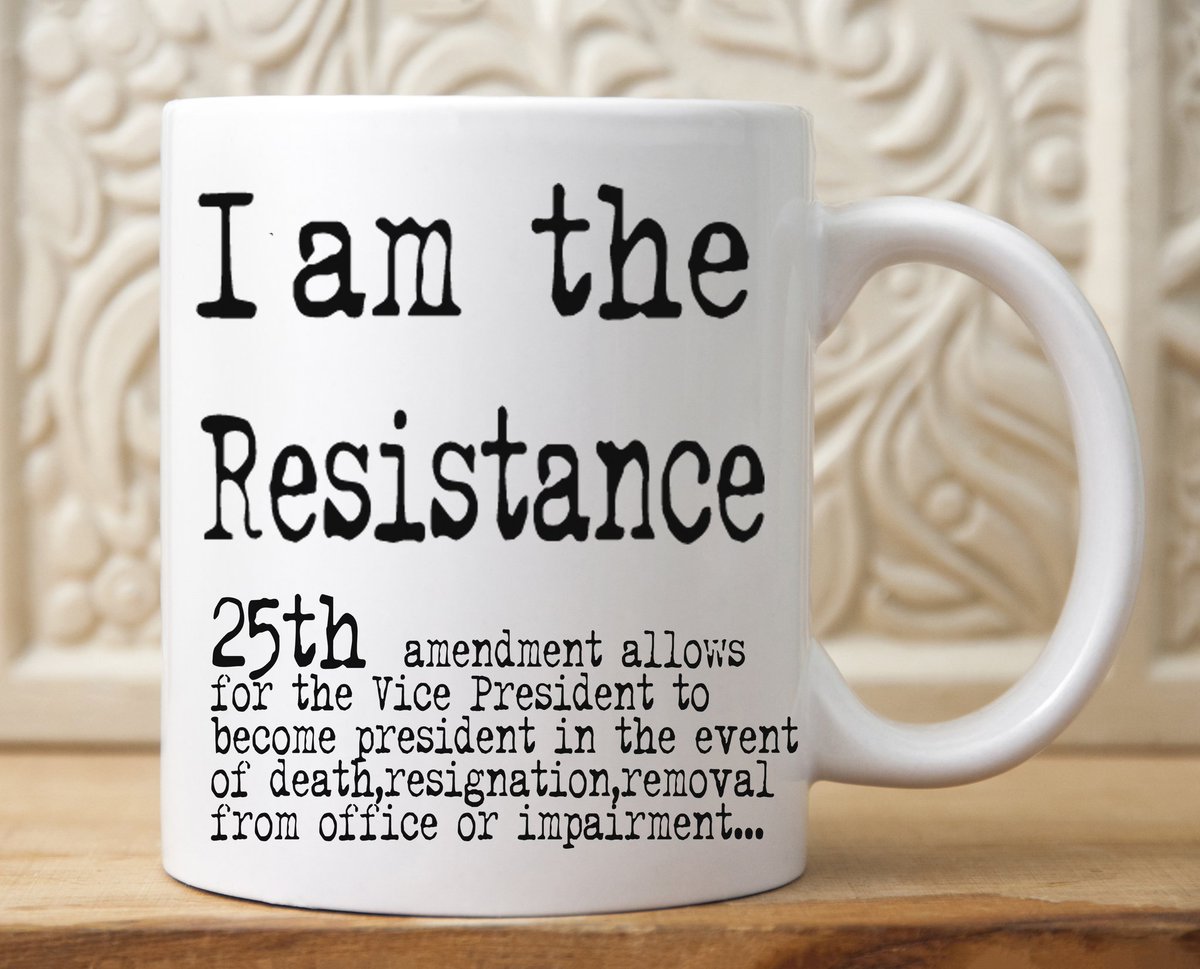 I am the
Resistance
25th amendment allows
for the Vice President to
become president in the event
of death,resignation,removal
from office or impairment...